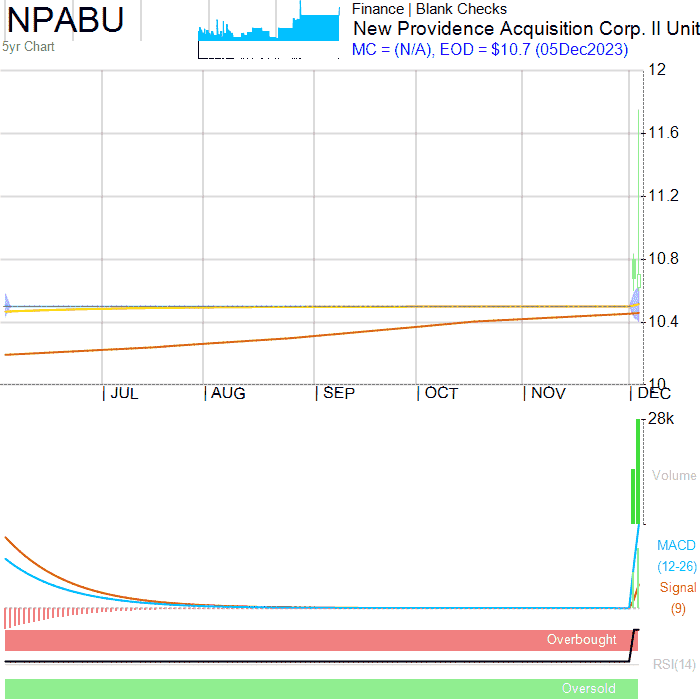 NPABU
5yr Chart
Finance | Blank Checks
New Providence Acquisition Corp. II Unit
MC = (N/A), EOD = $10.7 (05Dec2023)
12
11.6
11.2
10.8
10.4
10
JUL
AUG
SEP
OCT
NOV
DEC
28k
Volume
MACD
(12-26)
Signal
(9)
Overbought
RSI(14)
Oversold